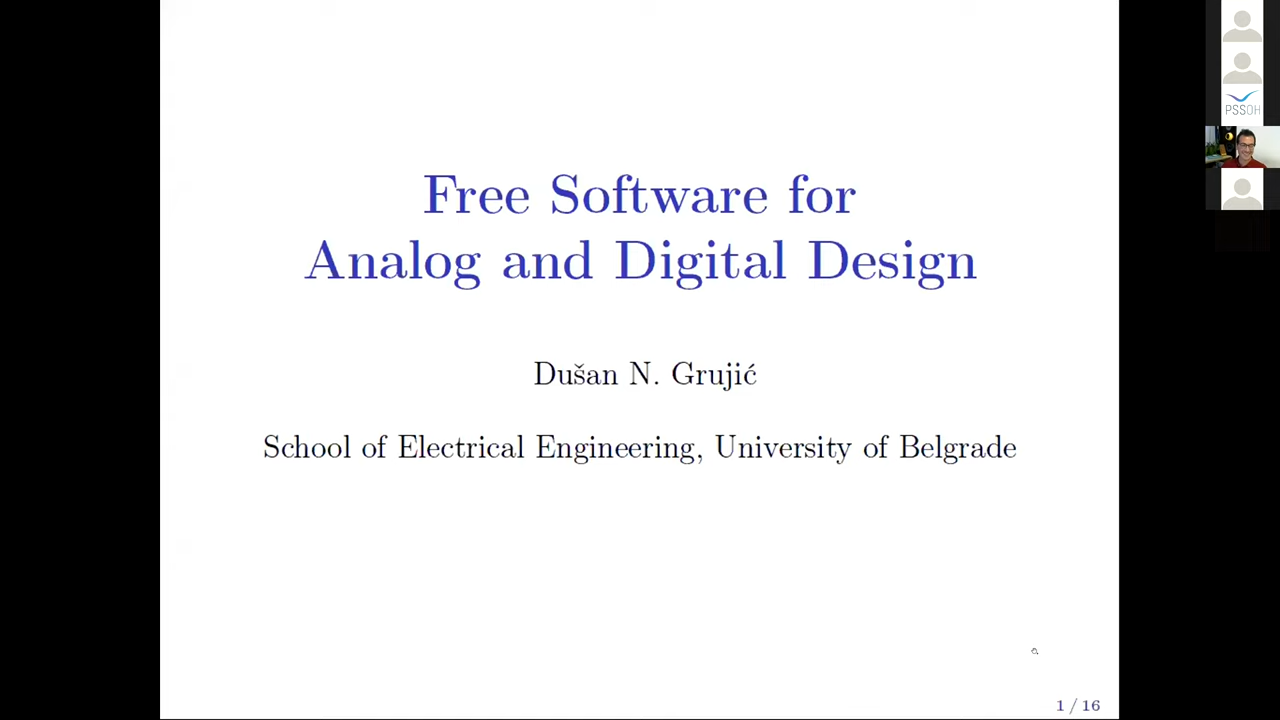 Free Software for
Analog and Digital Design
Dušan N. Grujić
School of Electrical Engineering, University of Belgrade
1 / 16
PSSOH